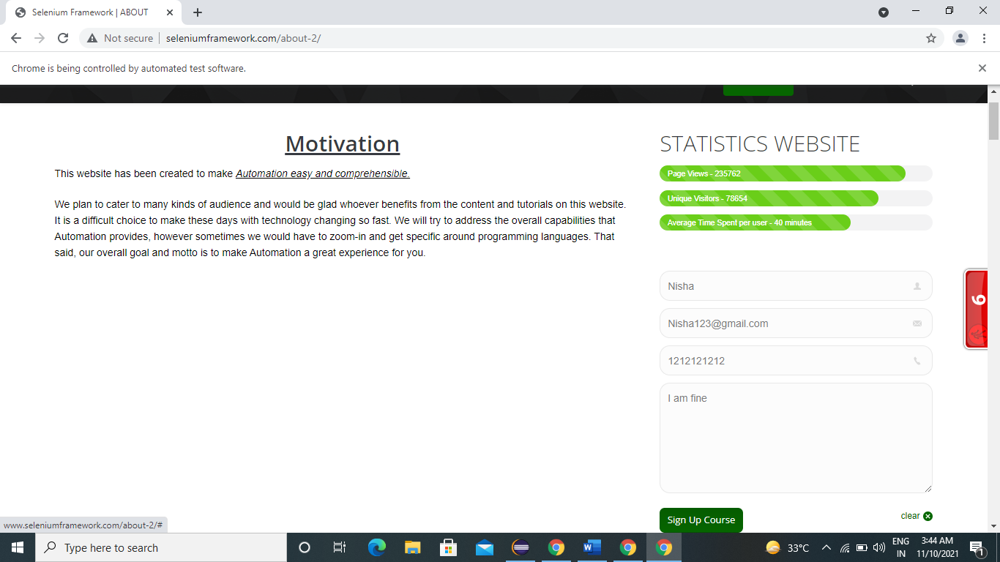 Selenium Framework | ABOUT
Not secure
seleniumframework.com/about-2/
Chrome is being controlled by automated test software.
Motivation
This website has been created to make Automation easy and comprehensible.
We plan to cater to many kinds of audience and would be glad whoever benefits from the content and tutorials on this website.
It is a difficult choice to make these days with technology changing so fast. We will try to address the overall capabilities that
Automation provides, however sometimes we would have to zoom-in and get specific around programming languages. That
said, our overall goal and motto is to make Automation a great experience for you.
STATISTICS WEBSITE
Page Views - 235762
Unique Visitors - 78654
Average Time Spent per user - 40 minutes
Nisha
Nisha123@gmail.com
1212121212
I am fine
Sign Up Course
clear
www.seleniumframework.com/about-2/#
Type here to search
33°C
ENG
IN
3:44 AM
11/10/2021
1